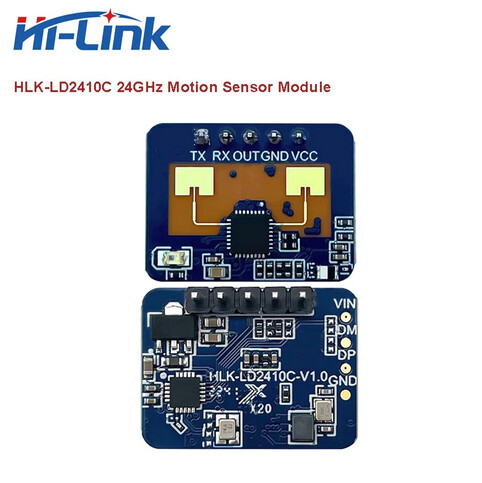 Hi-Link
HLK-LD2410C 24GHz Motion Sensor Module
TX RX OUT GND VCC
VIN
DM
DP
GND
HLK-LD2410C-V1.0
X20